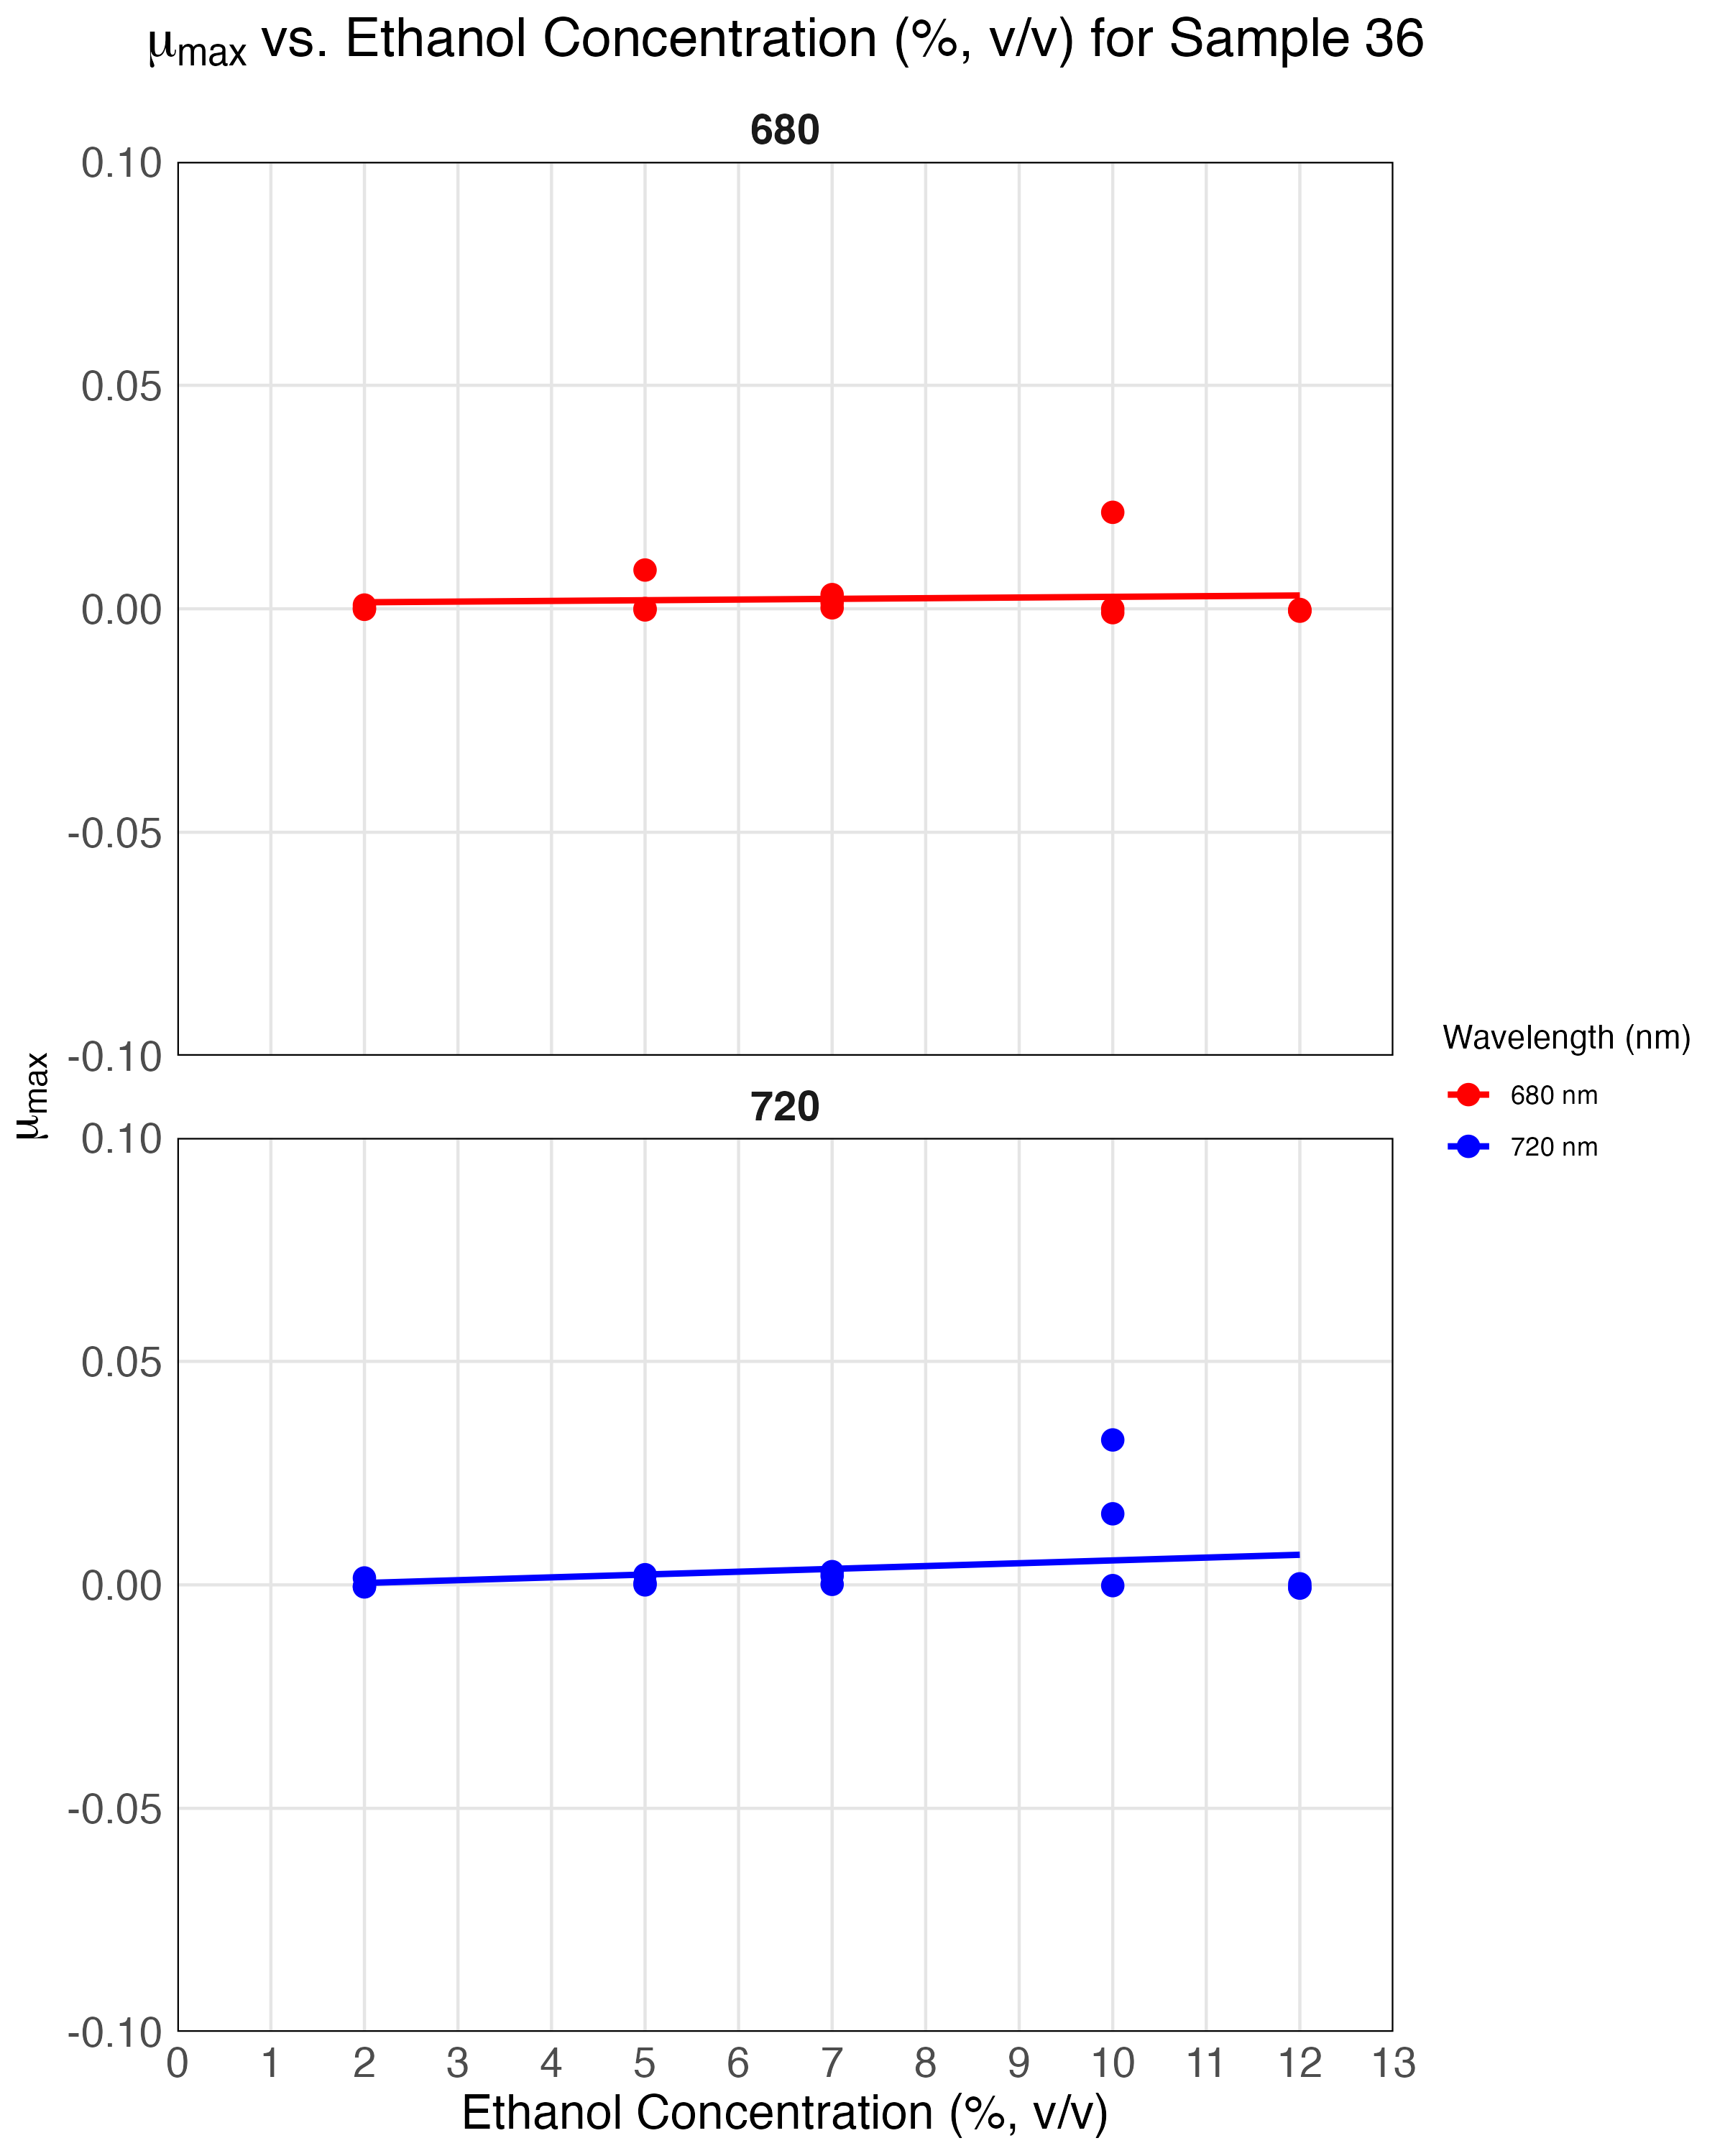 μmax vs. Ethanol Concentration (%, v/v) for Sample 36
680
0.10
0.05
0.00
-0.05
-0.10
μmax
720
0.10
0.05
0.00
-0.05
-0.10
0 1 2 3 4 5 6 7 8 9 10 11 12 13
Ethanol Concentration (%, v/v)
Wavelength (nm)
680 nm
720 nm